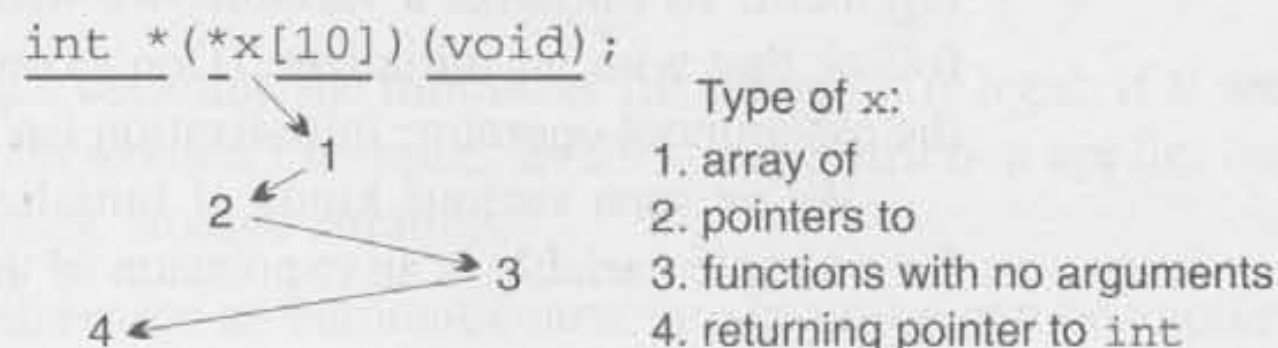 int *(*x[10])(void);
Type of x:
1
1. array of
2
2. pointers to
3
3. functions with no arguments
4
4. returning pointer to int